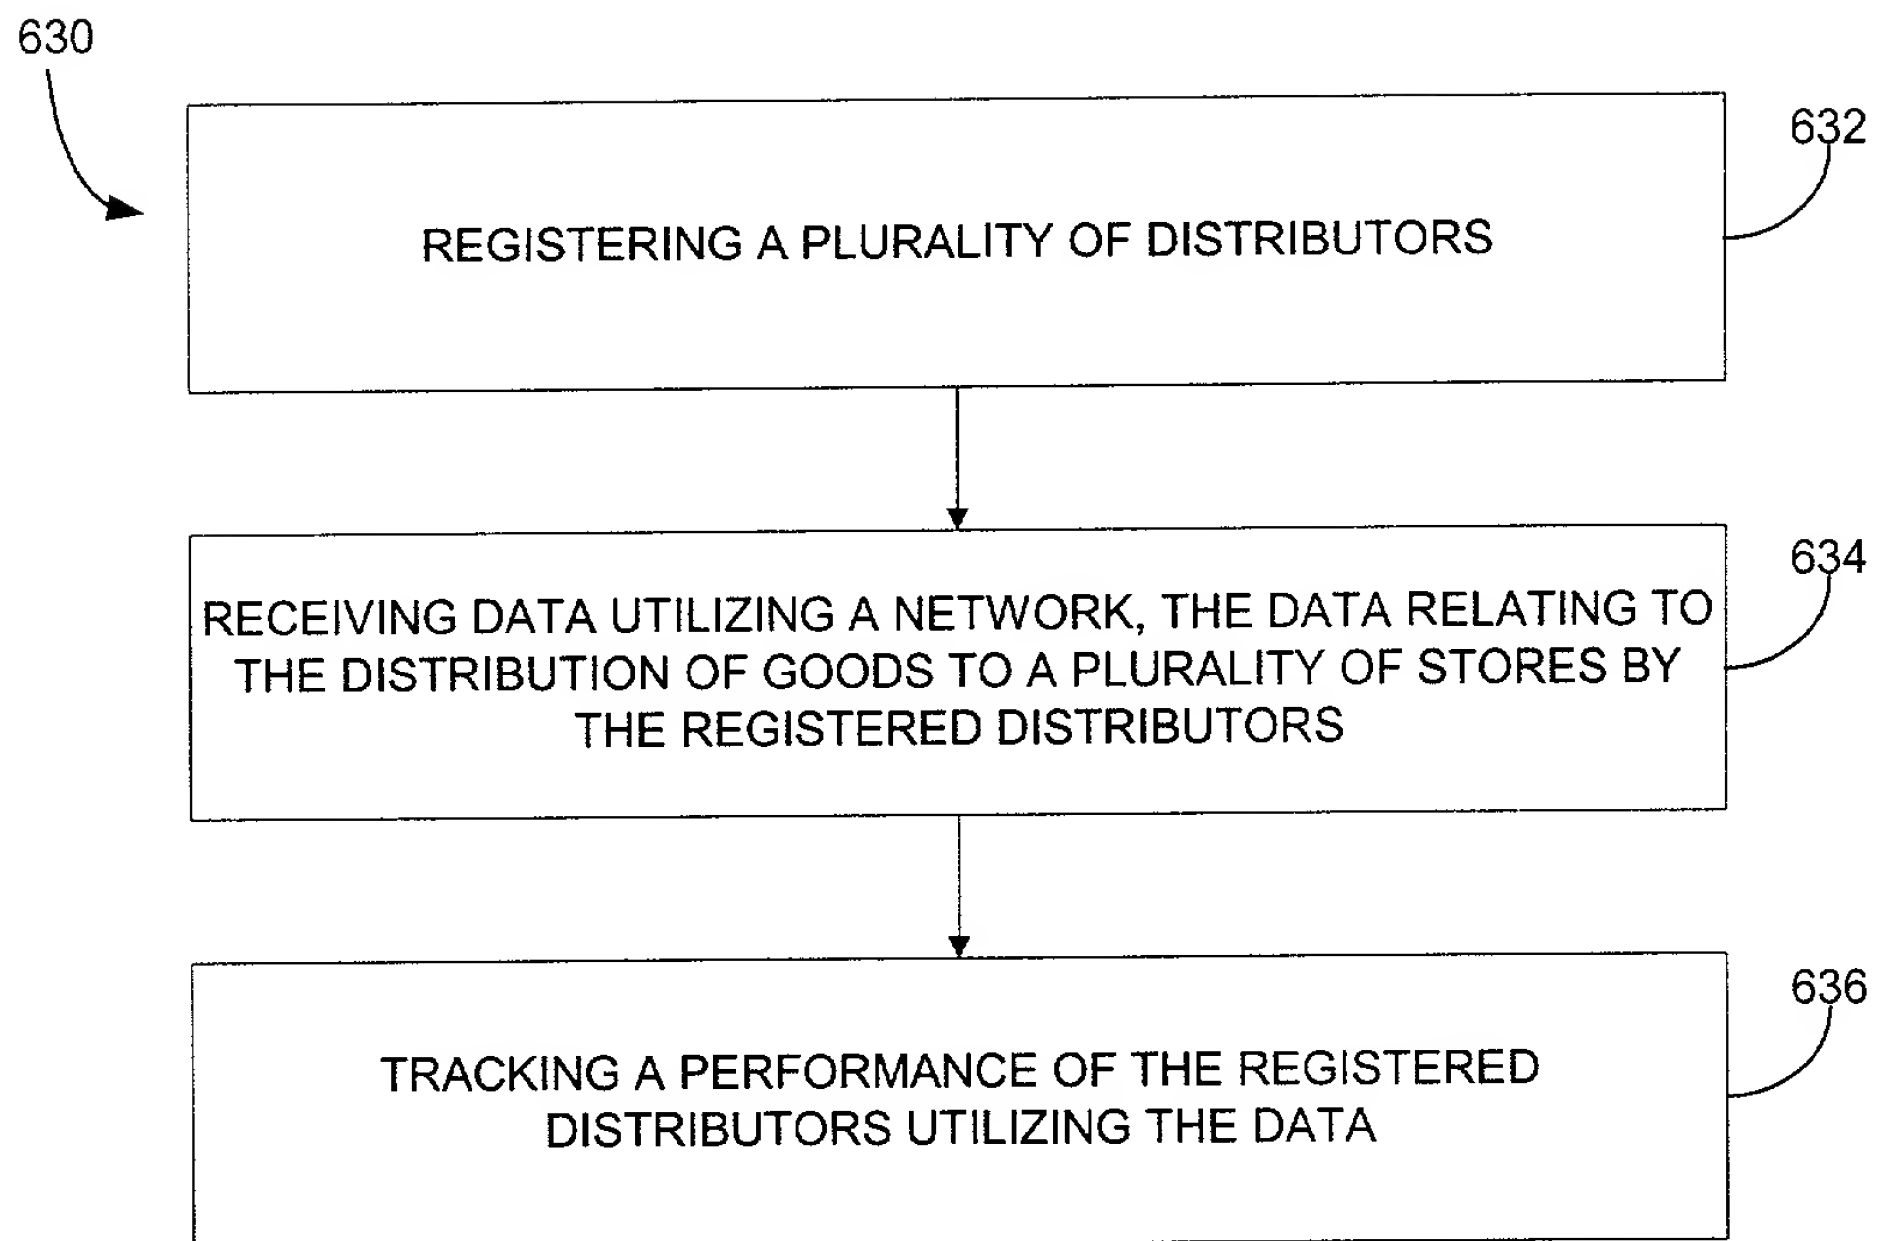 630
632
REGISTERING A PLURALITY OF DISTRIBUTORS
634
RECEIVING DATA UTILIZING A NETWORK, THE DATA RELATING TO
THE DISTRIBUTION OF GOODS TO A PLURALITY OF STORES BY
THE REGISTERED DISTRIBUTORS
636
TRACKING A PERFORMANCE OF THE REGISTERED
DISTRIBUTORS UTILIZING THE DATA